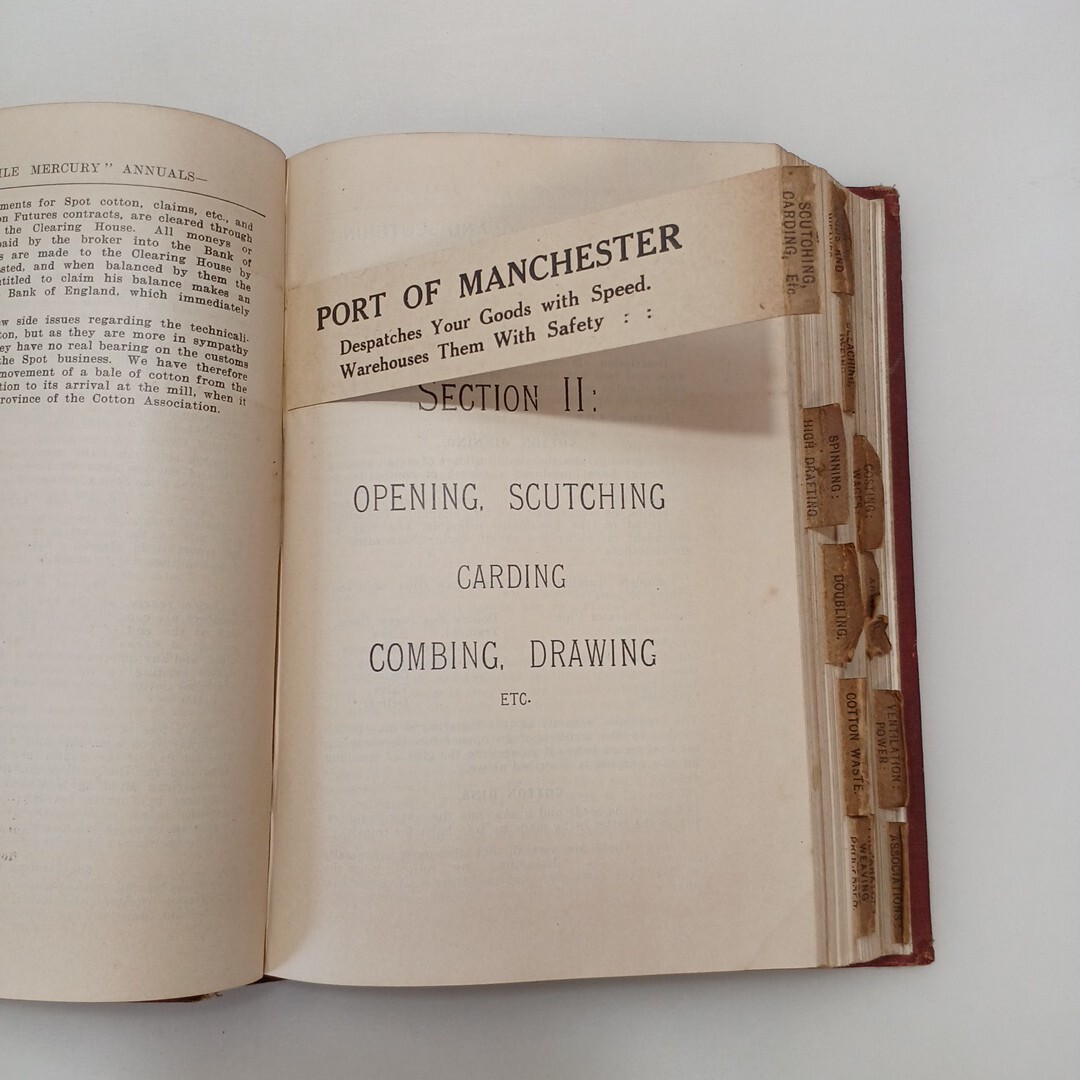 ILE MERCURY" ANNUALS—
ments for Spot cotton, claims, etc., and
on Futures contracts, are cleared through
the Clearing House. All moneys or
paid by the broker into the Bank of
s are made to the Clearing House by
sted, and when balanced by them the
ntitled to claim his balance makes an
Bank of England, which immediately
ew side issues regarding the technicali-
ton, but as they are more in sympathy
ey have no real bearing on the customs
the Spot business. We have therefore
movement of a bale of cotton from the
tion to its arrival at the mill, when it
province of the Cotton Association.
PORT OF MANCHESTER
Despatches Your Goods with Speed.
Warehouses Them With Safety : :
SECTION II:
OPENING, SCUTCHING
CARDING
COMBING, DRAWING
ETC.
SCUTCHING,
CARDING, Etc
AND
BLEACHING,
SPINNING:
HIGH DRAFTING
COSTING:
WAGES
DOUBLING.
COTTON WASTE.
VENTILATION:
POWER:
WEAVING
ASSOCIATIONS